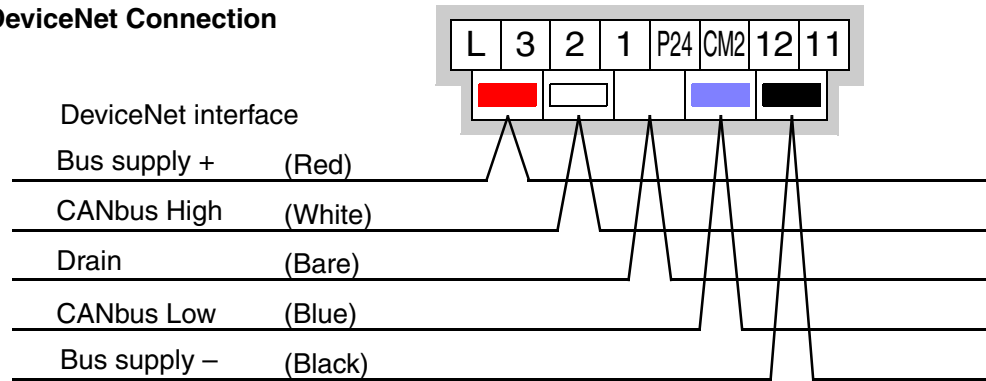 DeviceNet Connection
L 3 2 1 P24 CM2 12 11
DeviceNet interface
Bus supply + (Red)
CANbus High (White)
Drain (Bare)
CANbus Low (Blue)
Bus supply – (Black)